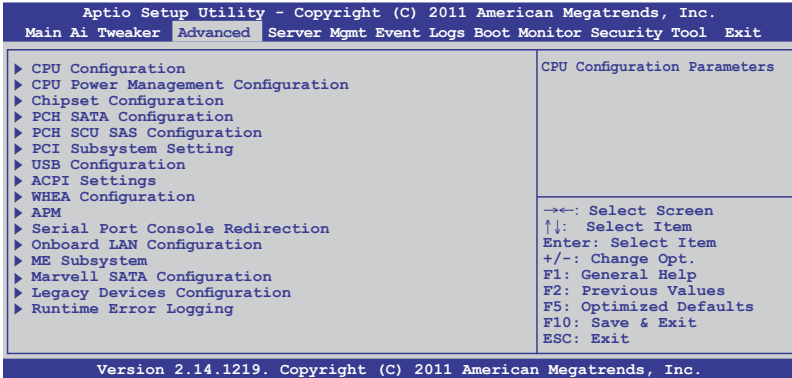 Aptio Setup Utility - Copyright (C) 2011 American Megatrends, Inc.
Main Ai Tweaker Advanced Server Mgmt Event Logs Boot Monitor Security Tool Exit
CPU Configuration
CPU Power Management Configuration
Chipset Configuration
PCH SATA Configuration
PCH SCU SAS Configuration
PCI Subsystem Setting
USB Configuration
ACPI Settings
WHEA Configuration
APM
Serial Port Console Redirection
Onboard LAN Configuration
ME Subsystem
Marvell SATA Configuration
Legacy Devices Configuration
Runtime Error Logging
CPU Configuration Parameters
→←: Select Screen
↑↓: Select Item
Enter: Select Item
+/-: Change Opt.
F1: General Help
F2: Previous Values
F5: Optimized Defaults
F10: Save & Exit
ESC: Exit
Version 2.14.1219. Copyright (C) 2011 American Megatrends, Inc.